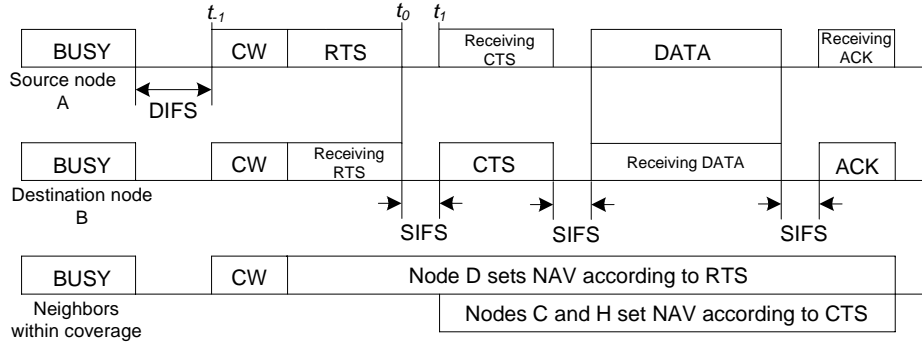 t-1
t0
t1
BUSY
CW
RTS
Receiving
CTS
DATA
Receiving
ACK
Source node
A
DIFS
BUSY
CW
Receiving
RTS
CTS
Receiving DATA
ACK
Destination node
B
SIFS
SIFS
SIFS
BUSY
CW
Node D sets NAV according to RTS
Neighbors
within coverage
Nodes C and H set NAV according to CTS